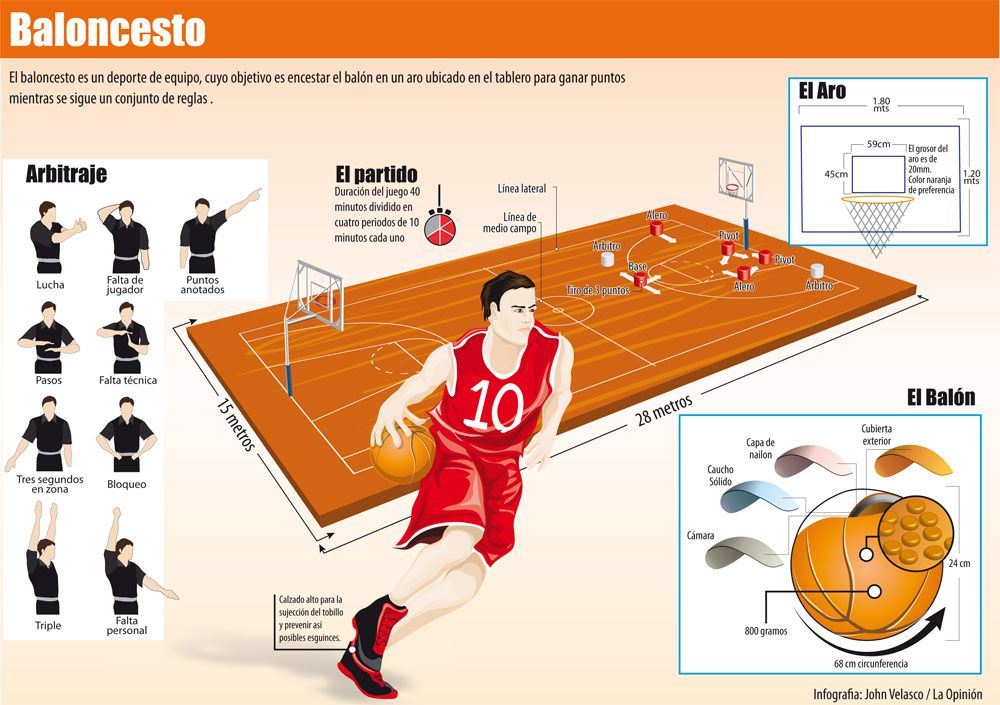 Baloncesto
El baloncesto es un deporte de equipo, cuyo objetivo es encestar el balón en un aro ubicado en el tablero para ganar puntos
mientras se sigue un conjunto de reglas .
Arbitraje
Lucha
Falta de
jugador
Puntos
anotados
Pasos
Falta técnica
Tres segundos
en zona
Bloqueo
Triple
Falta
personal
El partido
Duración del juego 40
minutos dividido en
cuatro periodos de 10
minutos cada uno
Línea lateral
Línea de
medio campo
Alero
Árbitro
Pivot
Base
Pivot
Tiro de 3 puntos
Alero
Árbitro
15 metros
28 metros
10
Calzado alto para la
sujección del tobillo
y prevenir así
posibles esguinces.
El Aro
1.80
mts
59cm
45cm
El grosor del
aro es de
20mm.
Color naranja
de preferencia
1.20
mts
El Balón
Cubierta
exterior
Capa de
nailon
Caucho
Sólido
Cámara
24 cm
800 gramos
68 cm circunferencia
Infografia: John Velasco / La Opinión